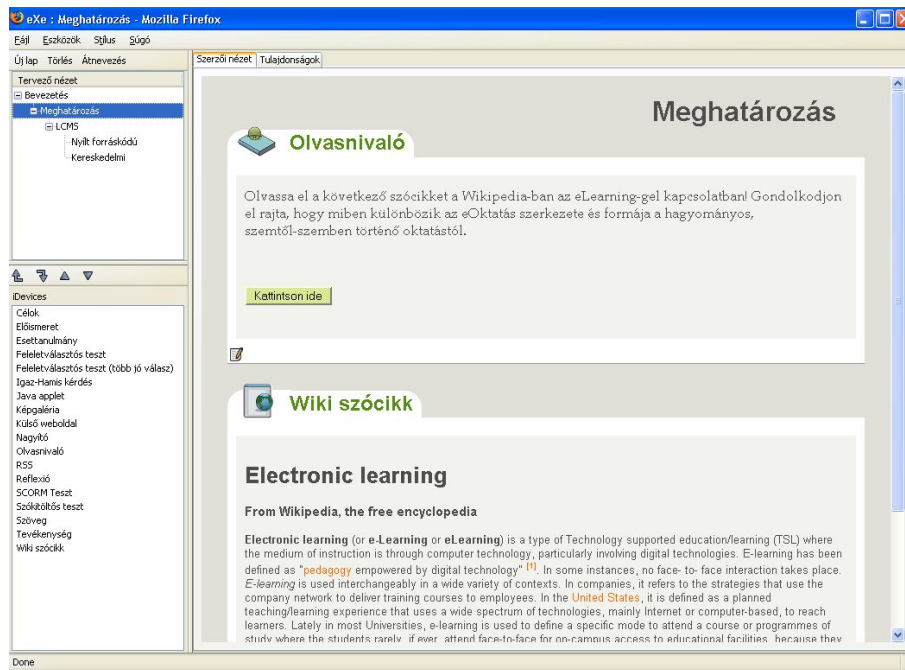 eXe : Meghatározás - Mozilla Firefox
Fájl Eszközök Stílus Súgó
Új lap Törlés Átnevezés
Tervező nézet
Bevezetés
Meghatározás
LCMS
Nyílt forráskódú
Kereskedelmi
iDevices
Célok
Előismeret
Esettanulmány
Feleletválasztós teszt
Feleletválasztós teszt (több jó válasz)
Igaz-Hamis kérdés
Java applet
Képgaléria
Külső weboldal
Nagyító
Olvasnivaló
RSS
Reflexió
SCORM Teszt
Szókitöltős teszt
Szöveg
Tevékenység
Wiki szócikk
Szerzői nézet Tulajdonságok
Meghatározás
Olvasnivaló
Olvassa el a következő szócikket a Wikipedia-ban az eLearning-gel kapcsolatban! Gondolkodjon
el rajta, hogy miben különbözik az eOktatás szerkezete és formája a hagyományos,
szemtől-szemben történő oktatástól.
Kattintson ide
Wiki szócikk
Electronic learning
From Wikipedia, the free encyclopedia
Electronic learning (or e-Learning or eLearning) is a type of Technology supported education/learning (TSL) where
the medium of instruction is through computer technology, particularly involving digital technologies. E-learning has been
defined as "pedagogy empowered by digital technology" [1]. In some instances, no face- to- face interaction takes place.
E-learning is used interchangeably in a wide variety of contexts. In companies, it refers to the strategies that use the
company network to deliver training courses to employees. In the United States, it is defined as a planned
teaching/learning experience that uses a wide spectrum of technologies, mainly Internet or computer-based, to reach
learners. Lately in most Universities, e-learning is used to define a specific mode to attend a course or programmes of
study where the students rarely, if ever, attend face-to-face for on-campus access to educational facilities, because they
Done